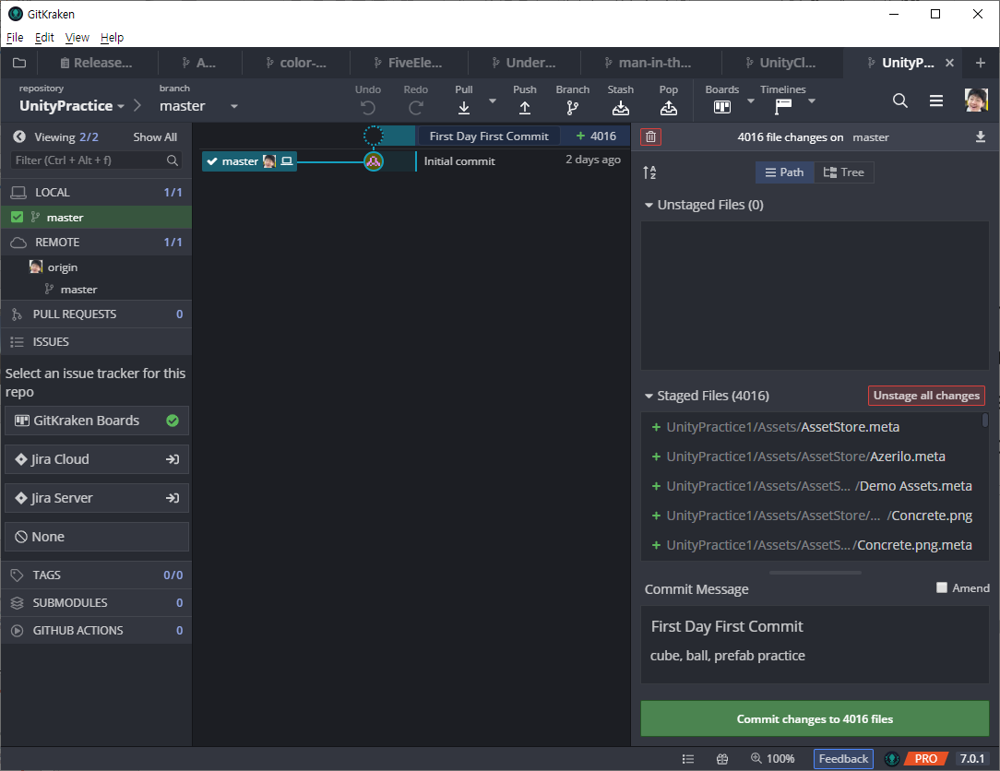 GitKraken
File Edit View Help
Release... A... color-... FiveEle... Under... man-in-th... UnityCl... UnityP...
repository
UnityPractice
branch
master
Undo Redo Pull Push Branch Stash Pop Boards Timelines
Viewing 2/2 Show All
Filter (Ctrl + Alt + f)
LOCAL 1/1
master
REMOTE 1/1
origin
master
PULL REQUESTS 0
ISSUES
Select an issue tracker for this
repo
GitKraken Boards
Jira Cloud
Jira Server
None
TAGS 0/0
SUBMODULES 0
GITHUB ACTIONS 0
First Day First Commit + 4016
master Initial commit 2 days ago
4016 file changes on master
Path Tree
Unstaged Files (0)
Staged Files (4016) Unstage all changes
+ UnityPractice1/Assets/AssetStore.meta
+ UnityPractice1/Assets/AssetStore/Azerilo.meta
+ UnityPractice1/Assets/AssetS... /Demo Assets.meta
+ UnityPractice1/Assets/AssetStore/... /Concrete.png
+ UnityPractice1/Assets/AssetS.../Concrete.png.meta
Commit Message Amend
First Day First Commit
cube, ball, prefab practice
Commit changes to 4016 files
100% Feedback PRO 7.0.1